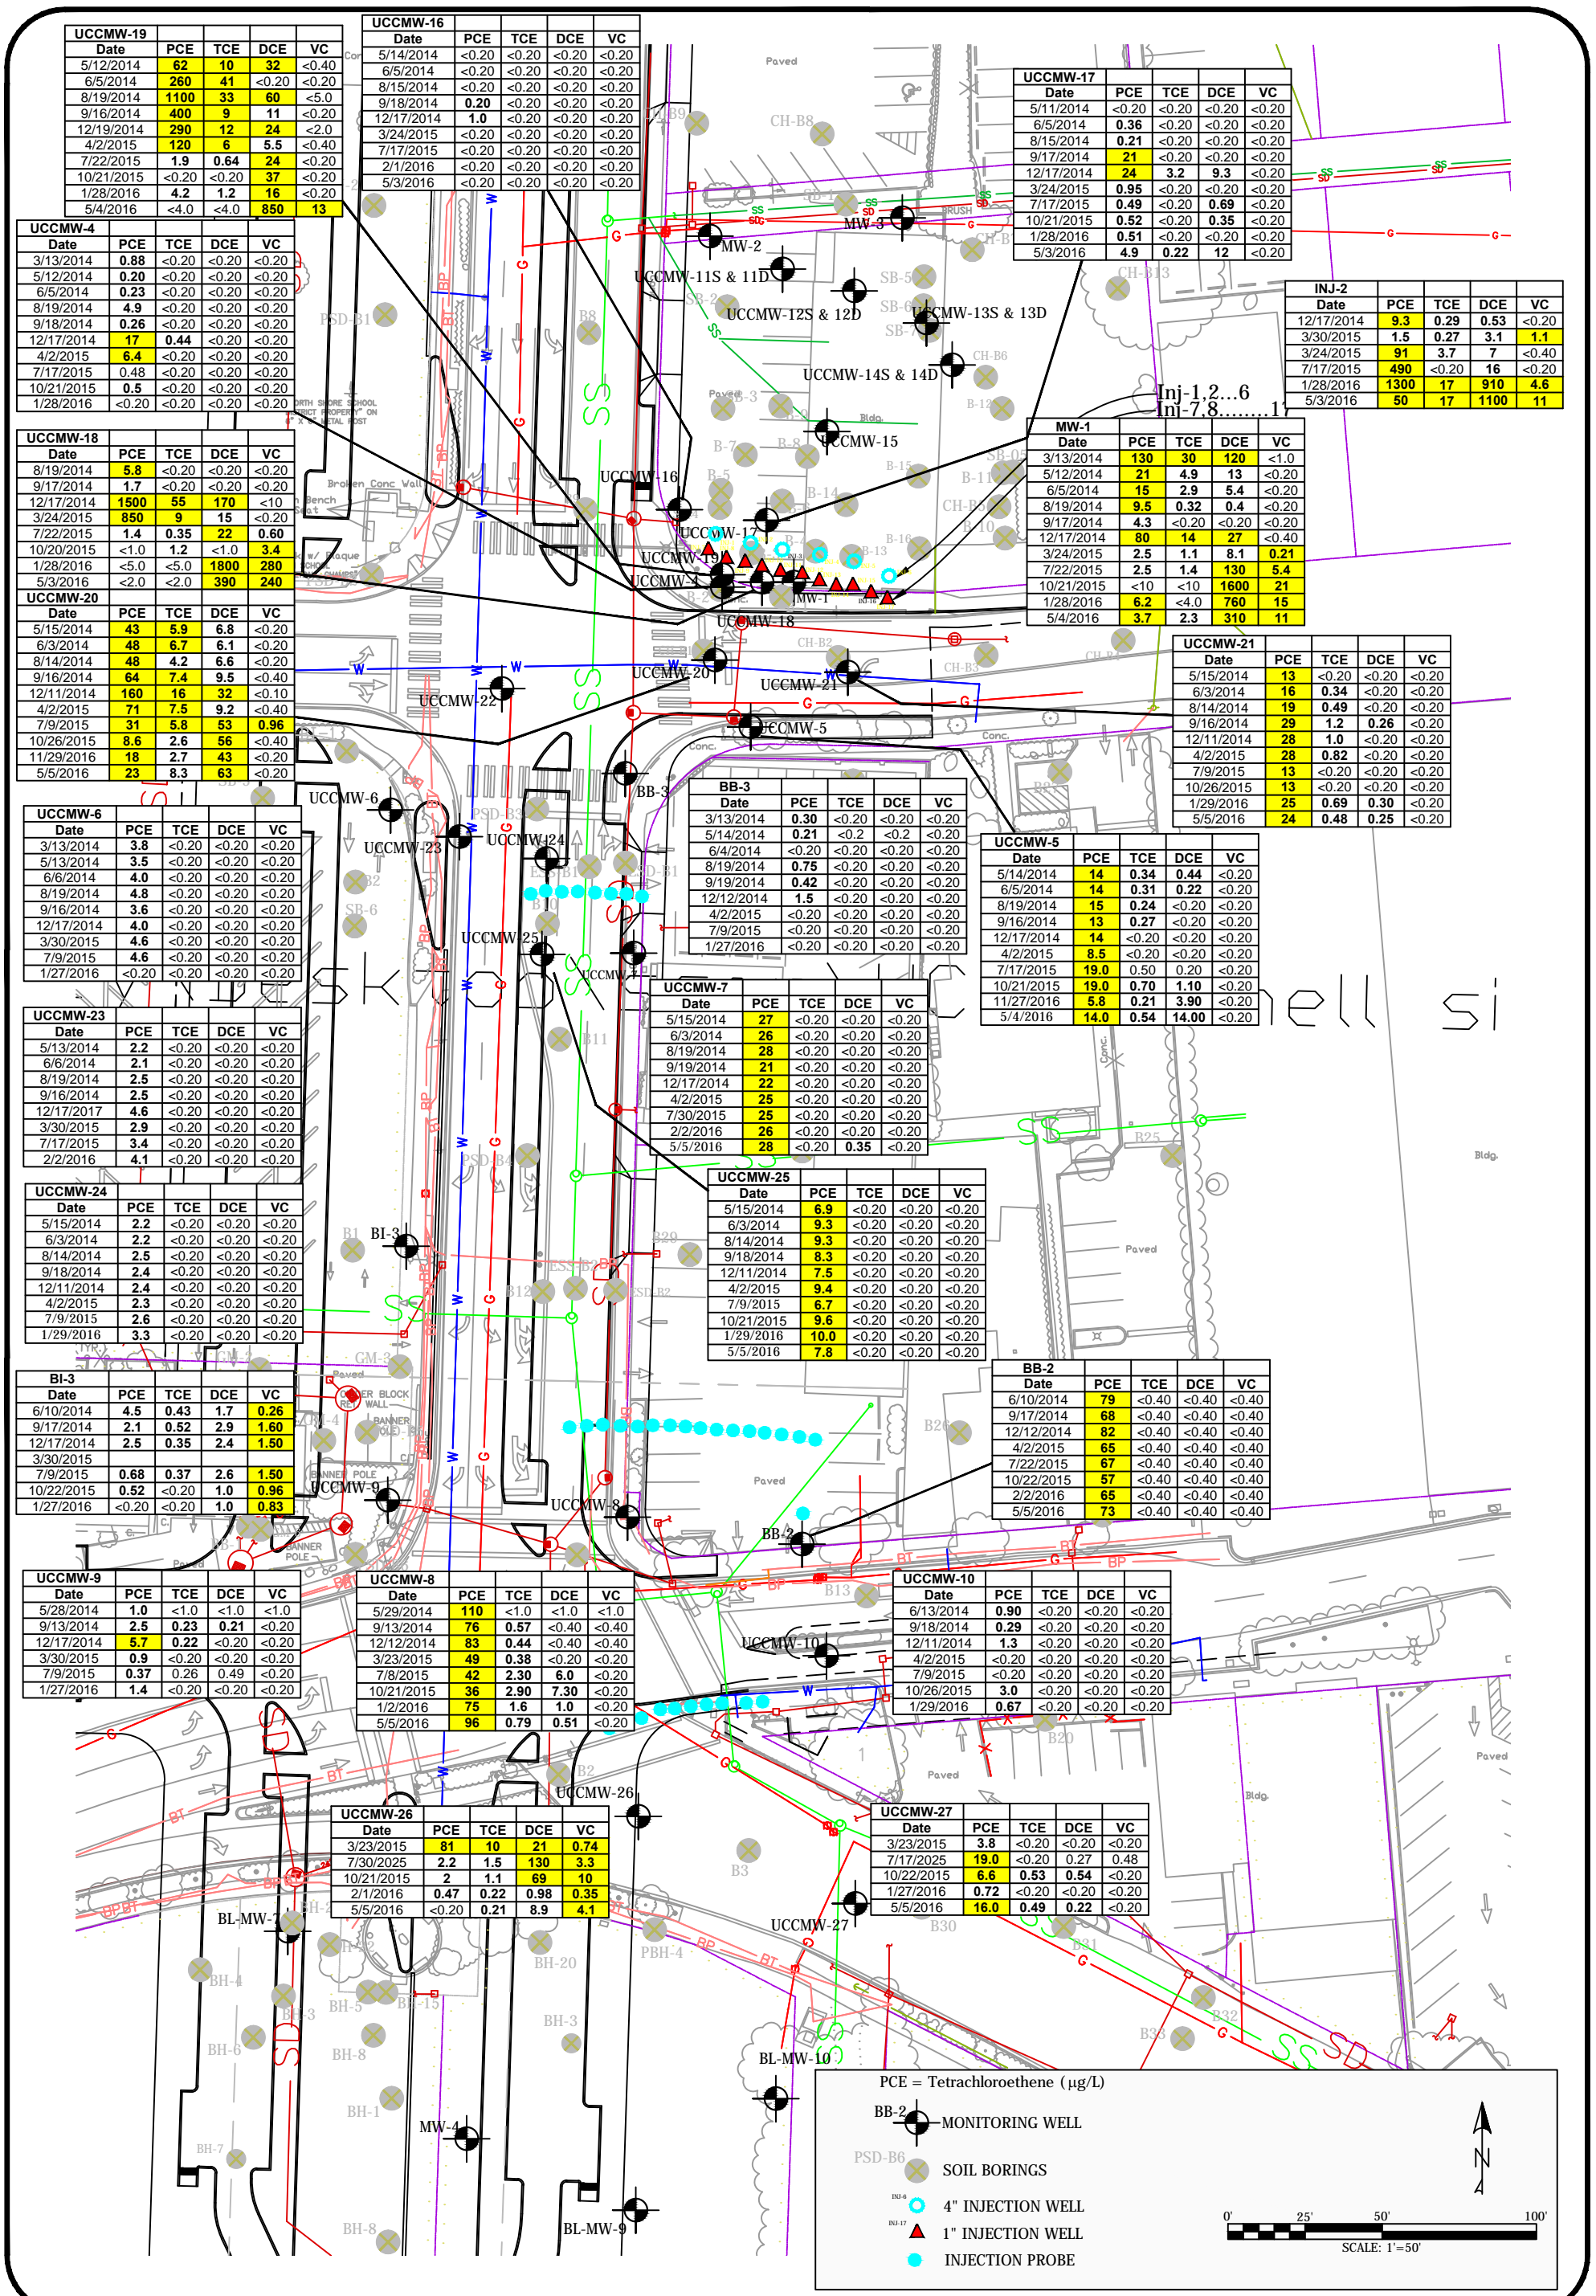 UCCMW-19
Date PCE TCE DCE VC
5/12/2014 62 10 32 <0.40
6/5/2014 260 41 <0.20 <0.20
8/19/2014 1100 33 60 <5.0
9/16/2014 400 9 11 <0.20
12/19/2014 290 12 24 <2.0
4/2/2015 120 6 5.5 <0.40
7/22/2015 1.9 0.64 24 <0.20
10/21/2015 <0.20 <0.20 37 <0.20
1/28/2016 4.2 1.2 16 <0.20
5/4/2016 <4.0 <4.0 850 13
UCCMW-16
Date PCE TCE DCE VC
5/14/2014 <0.20 <0.20 <0.20 <0.20
6/5/2014 <0.20 <0.20 <0.20 <0.20
8/15/2014 <0.20 <0.20 <0.20 <0.20
9/18/2014 0.20 <0.20 <0.20 <0.20
12/17/2014 1.0 <0.20 <0.20 <0.20
3/24/2015 <0.20 <0.20 <0.20 <0.20
7/17/2015 <0.20 <0.20 <0.20 <0.20
2/1/2016 <0.20 <0.20 <0.20 <0.20
5/3/2016 <0.20 <0.20 <0.20 <0.20
UCCMW-17
Date PCE TCE DCE VC
5/11/2014 <0.20 <0.20 <0.20 <0.20
6/5/2014 0.36 <0.20 <0.20 <0.20
8/15/2014 0.21 <0.20 <0.20 <0.20
9/17/2014 21 <0.20 <0.20 <0.20
12/17/2014 24 3.2 9.3 <0.20
3/24/2015 0.95 <0.20 <0.20 <0.20
7/17/2015 0.49 <0.20 0.69 <0.20
10/21/2015 0.52 <0.20 0.35 <0.20
1/28/2016 0.51 <0.20 <0.20 <0.20
5/3/2016 4.9 0.22 12 <0.20
UCCMW-4
Date PCE TCE DCE VC
3/13/2014 0.88 <0.20 <0.20 <0.20
5/12/2014 0.20 <0.20 <0.20 <0.20
6/5/2014 0.23 <0.20 <0.20 <0.20
8/19/2014 4.9 <0.20 <0.20 <0.20
9/18/2014 0.26 <0.20 <0.20 <0.20
12/17/2014 17 0.44 <0.20 <0.20
4/2/2015 6.4 <0.20 <0.20 <0.20
7/17/2015 0.48 <0.20 <0.20 <0.20
10/21/2015 0.5 <0.20 <0.20 <0.20
1/28/2016 <0.20 <0.20 <0.20 <0.20
INJ-2
Date PCE TCE DCE VC
12/17/2014 9.3 0.29 0.53 <0.20
3/30/2015 1.5 0.27 3.1 1.1
3/24/2015 91 3.7 7 <0.40
7/17/2015 490 <0.20 16 <0.20
1/28/2016 1300 17 910 4.6
5/3/2016 50 17 1100 11
Inj-1,2...6
MW-1
Date PCE TCE DCE VC
3/13/2014 130 30 120 <1.0
5/12/2014 21 4.9 13 <0.20
6/5/2014 15 2.9 5.4 <0.20
8/19/2014 9.5 0.32 0.4 <0.20
9/17/2014 4.3 <0.20 <0.20 <0.20
12/17/2014 80 14 27 <0.40
3/24/2015 2.5 1.1 8.1 0.21
7/22/2015 2.5 1.4 130 5.4
10/21/2015 <10 <10 1600 21
1/28/2016 6.2 <4.0 760 15
5/4/2016 3.7 2.3 310 11
UCCMW-18
Date PCE TCE DCE VC
8/19/2014 5.8 <0.20 <0.20 <0.20
9/17/2014 1.7 <0.20 <0.20 <0.20
12/17/2014 1500 55 170 <10
3/24/2015 850 9 15 <0.20
7/22/2015 1.4 0.35 22 0.60
10/20/2015 <1.0 1.2 <1.0 3.4
1/28/2016 <5.0 <5.0 1800 280
5/3/2016 <2.0 <2.0 390 240
UCCMW-20
Date PCE TCE DCE VC
5/15/2014 43 5.9 6.8 <0.20
6/3/2014 48 6.7 6.1 <0.20
8/14/2014 48 4.2 6.6 <0.20
9/16/2014 64 7.4 9.5 <0.40
12/11/2014 160 16 32 <0.10
4/2/2015 71 7.5 9.2 <0.40
7/9/2015 31 5.8 53 0.96
10/26/2015 8.6 2.6 56 <0.40
11/29/2016 18 2.7 43 <0.20
5/5/2016 23 8.3 63 <0.20
UCCMW-21
Date PCE TCE DCE VC
5/15/2014 13 <0.20 <0.20 <0.20
6/3/2014 16 0.34 <0.20 <0.20
8/14/2014 19 0.49 <0.20 <0.20
9/16/2014 29 1.2 0.26 <0.20
12/11/2014 28 1.0 <0.20 <0.20
4/2/2015 28 0.82 <0.20 <0.20
7/9/2015 13 <0.20 <0.20 <0.20
10/26/2015 13 <0.20 <0.20 <0.20
1/29/2016 25 0.69 0.30 <0.20
5/5/2016 24 0.48 0.25 <0.20
UCCMW-6
Date PCE TCE DCE VC
3/13/2014 3.8 <0.20 <0.20 <0.20
5/13/2014 3.5 <0.20 <0.20 <0.20
6/6/2014 4.0 <0.20 <0.20 <0.20
8/19/2014 4.8 <0.20 <0.20 <0.20
9/16/2014 3.6 <0.20 <0.20 <0.20
12/17/2014 4.0 <0.20 <0.20 <0.20
3/30/2015 4.6 <0.20 <0.20 <0.20
7/9/2015 4.6 <0.20 <0.20 <0.20
1/27/2016 <0.20 <0.20 <0.20 <0.20
BB-3
Date PCE TCE DCE VC
3/13/2014 0.30 <0.20 <0.20 <0.20
5/14/2014 0.21 <0.2 <0.2 <0.20
6/4/2014 <0.20 <0.20 <0.20 <0.20
8/19/2014 0.75 <0.20 <0.20 <0.20
9/19/2014 0.42 <0.20 <0.20 <0.20
12/12/2014 1.5 <0.20 <0.20 <0.20
4/2/2015 <0.20 <0.20 <0.20 <0.20
7/9/2015 <0.20 <0.20 <0.20 <0.20
1/27/2016 <0.20 <0.20 <0.20 <0.20
UCCMW-5
Date PCE TCE DCE VC
5/14/2014 14 0.34 0.44 <0.20
6/5/2014 14 0.31 0.22 <0.20
8/19/2014 15 0.24 <0.20 <0.20
9/16/2014 13 0.27 <0.20 <0.20
12/17/2014 14 <0.20 <0.20 <0.20
4/2/2015 8.5 <0.20 <0.20 <0.20
7/17/2015 19.0 0.50 0.20 <0.20
10/21/2015 19.0 0.70 1.10 <0.20
11/27/2016 5.8 0.21 3.90 <0.20
5/4/2016 14.0 0.54 14.00 <0.20
UCCMW-23
Date PCE TCE DCE VC
5/13/2014 2.2 <0.20 <0.20 <0.20
6/6/2014 2.1 <0.20 <0.20 <0.20
8/19/2014 2.5 <0.20 <0.20 <0.20
9/16/2014 2.5 <0.20 <0.20 <0.20
12/17/2017 4.6 <0.20 <0.20 <0.20
3/30/2015 2.9 <0.20 <0.20 <0.20
7/17/2015 3.4 <0.20 <0.20 <0.20
2/2/2016 4.1 <0.20 <0.20 <0.20
UCCMW-7
Date PCE TCE DCE VC
5/15/2014 27 <0.20 <0.20 <0.20
6/3/2014 26 <0.20 <0.20 <0.20
8/19/2014 28 <0.20 <0.20 <0.20
9/19/2014 21 <0.20 <0.20 <0.20
12/17/2014 22 <0.20 <0.20 <0.20
4/2/2015 25 <0.20 <0.20 <0.20
7/30/2015 25 <0.20 <0.20 <0.20
2/2/2016 26 <0.20 <0.20 <0.20
5/5/2016 28 <0.20 0.35 <0.20
UCCMW-24
Date PCE TCE DCE VC
5/15/2014 2.2 <0.20 <0.20 <0.20
6/3/2014 2.2 <0.20 <0.20 <0.20
8/14/2014 2.5 <0.20 <0.20 <0.20
9/18/2014 2.4 <0.20 <0.20 <0.20
12/11/2014 2.4 <0.20 <0.20 <0.20
4/2/2015 2.3 <0.20 <0.20 <0.20
7/9/2015 2.6 <0.20 <0.20 <0.20
1/29/2016 3.3 <0.20 <0.20 <0.20
UCCMW-25
Date PCE TCE DCE VC
5/15/2014 6.9 <0.20 <0.20 <0.20
6/3/2014 9.3 <0.20 <0.20 <0.20
8/14/2014 9.3 <0.20 <0.20 <0.20
9/18/2014 8.3 <0.20 <0.20 <0.20
12/11/2014 7.5 <0.20 <0.20 <0.20
4/2/2015 9.4 <0.20 <0.20 <0.20
7/9/2015 6.7 <0.20 <0.20 <0.20
10/21/2015 9.6 <0.20 <0.20 <0.20
1/29/2016 10.0 <0.20 <0.20 <0.20
5/5/2016 7.8 <0.20 <0.20 <0.20
BI-3
Date PCE TCE DCE VC
6/10/2014 4.5 0.43 1.7 0.26
9/17/2014 2.1 0.52 2.9 1.60
12/17/2014 2.5 0.35 2.4 1.50
3/30/2015
7/9/2015 0.68 0.37 2.6 1.50
10/22/2015 0.52 <0.20 1.0 0.96
1/27/2016 <0.20 <0.20 1.0 0.83
BB-2
Date PCE TCE DCE VC
6/10/2014 79 <0.40 <0.40 <0.40
9/17/2014 68 <0.40 <0.40 <0.40
12/12/2014 82 <0.40 <0.40 <0.40
4/2/2015 65 <0.40 <0.40 <0.40
7/22/2015 67 <0.40 <0.40 <0.40
10/22/2015 57 <0.40 <0.40 <0.40
2/2/2016 65 <0.40 <0.40 <0.40
5/5/2016 73 <0.40 <0.40 <0.40
UCCMW-9
Date PCE TCE DCE VC
5/28/2014 1.0 <1.0 <1.0 <1.0
9/13/2014 2.5 0.23 0.21 <0.20
12/17/2014 5.7 0.22 <0.20 <0.20
3/30/2015 0.9 <0.20 <0.20 <0.20
7/9/2015 0.37 0.26 0.49 <0.20
1/27/2016 1.4 <0.20 <0.20 <0.20
UCCMW-8
Date PCE TCE DCE VC
5/29/2014 110 <1.0 <1.0 <1.0
9/13/2014 76 0.57 <0.40 <0.40
12/12/2014 83 0.44 <0.40 <0.40
3/23/2015 49 0.38 <0.20 <0.20
7/8/2015 42 2.30 6.0 <0.20
10/21/2015 36 2.90 7.30 <0.20
1/2/2016 75 1.6 1.0 <0.20
5/5/2016 96 0.79 0.51 <0.20
UCCMW-10
Date PCE TCE DCE VC
6/13/2014 0.90 <0.20 <0.20 <0.20
9/18/2014 0.29 <0.20 <0.20 <0.20
12/11/2014 1.3 <0.20 <0.20 <0.20
4/2/2015 <0.20 <0.20 <0.20 <0.20
7/9/2015 <0.20 <0.20 <0.20 <0.20
10/26/2015 3.0 <0.20 <0.20 <0.20
1/29/2016 0.67 <0.20 <0.20 <0.20
UCCMW-26
Date PCE TCE DCE VC
3/23/2015 81 10 21 0.74
7/30/2025 2.2 1.5 130 3.3
10/21/2015 2 1.1 69 10
2/1/2016 0.47 0.22 0.98 0.35
5/5/2016 <0.20 0.21 8.9 4.1
UCCMW-27
Date PCE TCE DCE VC
3/23/2015 3.8 <0.20 <0.20 <0.20
7/17/2025 19.0 <0.20 0.27 0.48
10/22/2015 6.6 0.53 0.54 <0.20
1/27/2016 0.72 <0.20 <0.20 <0.20
5/5/2016 16.0 0.49 0.22 <0.20
Paved
CH-B8
MW-2
MW-3
BRUSH
UCCMW-11S & 11D
UCCMW-12S & 12D
UCCMW-13S & 13D
UCCMW-14S & 14D
UCCMW-15
UCCMW-16
UCCMW-17
UCCMW-4
MW-1
UCCMW-18
UCCMW-20
UCCMW-21
UCCMW-22
UCCMW-5
BB-3
UCCMW-6
UCCMW-23
UCCMW-24
UCCMW-25
UCCMW-7
BI-3
UCCMW-9
UCCMW-8
BB-2
UCCMW-10
UCCMW-26
UCCMW-27
BL-MW-7
BL-MW-10
MW-4
BL-MW-9
PSD-B1
B8
SB-5
CH-B13
CH-B6
B-12
Bldg.
Broken Conc Wall
B-7
B-5
B-14
B-15
B-16
CH-B2
CH-B3
PSD-B3
SB-6
B11
PSD-B4
B25
B1
B12
B26
B13
B20
B2
B3
B30
B31
B32
B33
PBH-4
BH-20
BH-4
BH-3
BH-5
BH-15
BH-6
BH-8
BH-3
BH-1
BH-7
BH-8
BANNER POLE
Paved
Bldg.
ell si
PCE = Tetrachloroethene (µg/L)
BB-2 MONITORING WELL
PSD-B6 SOIL BORINGS
INJ-6 4" INJECTION WELL
INJ-17 1" INJECTION WELL
INJECTION PROBE
N
0' 25' 50' 100'
SCALE: 1'=50'